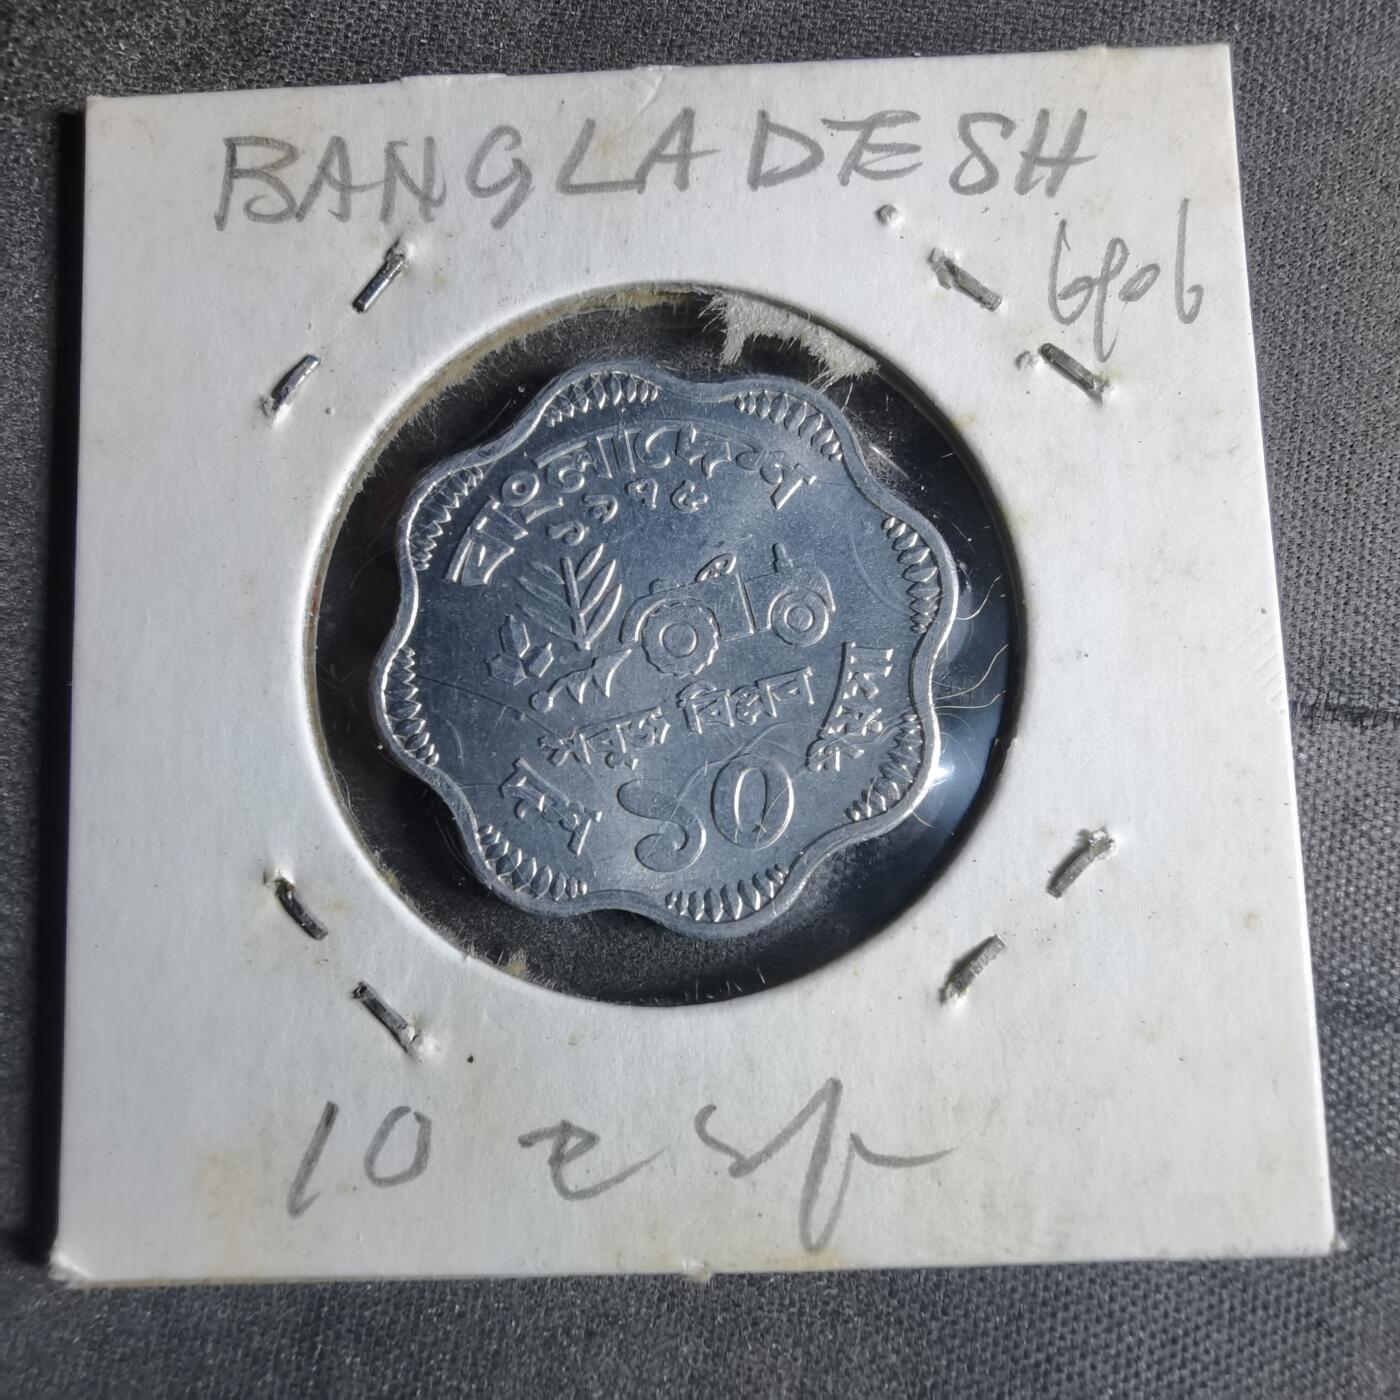 BANGLADESH
বাংলাদেশ
১৯৭৫
সবুজ বিপ্লব
দশ ১০ পয়সা
10